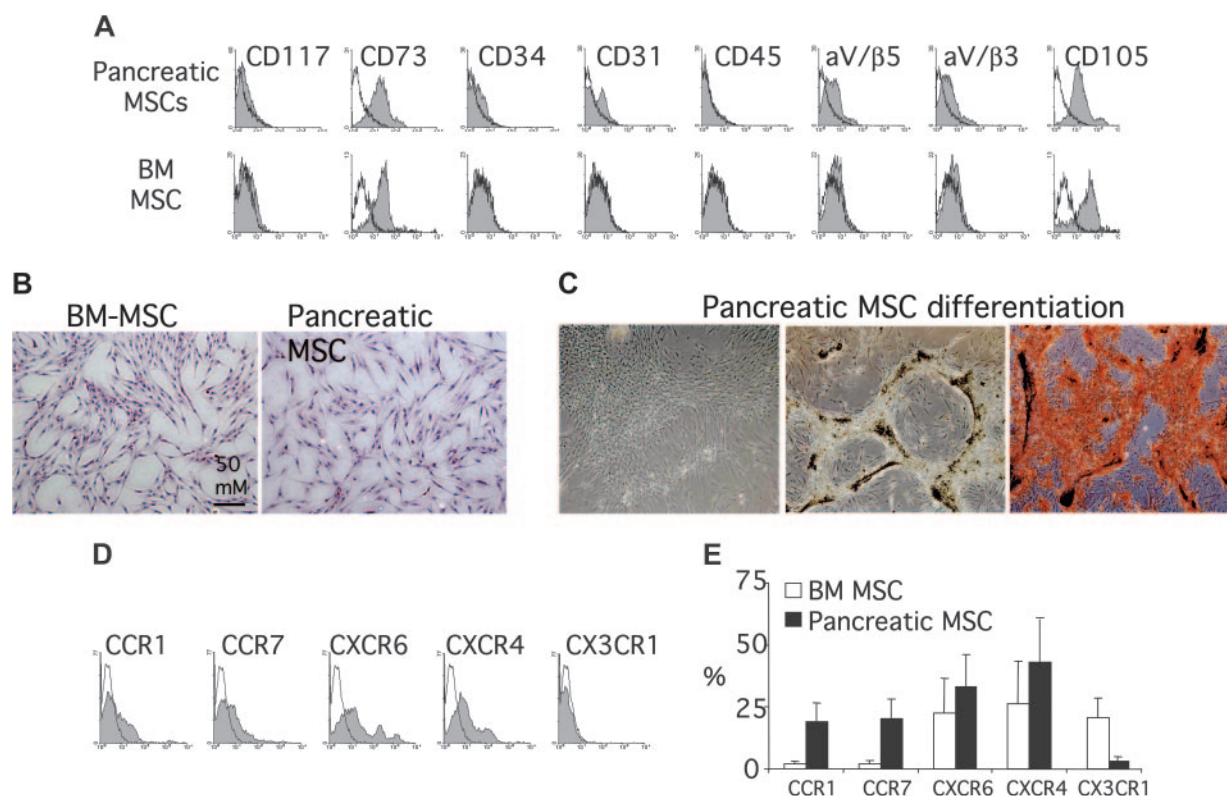 A
CD117 CD73 CD34 CD31 CD45 aV/β5 aV/β3 CD105
Pancreatic
MSCs
BM
MSC
B
BM-MSC Pancreatic
MSC
50
mM
C
Pancreatic MSC differentiation
D
CCR1 CCR7 CXCR6 CXCR4 CX3CR1
E
75
BM MSC
Pancreatic MSC
50
%
25
0
CCR1 CCR7 CXCR6 CXCR4 CX3CR1